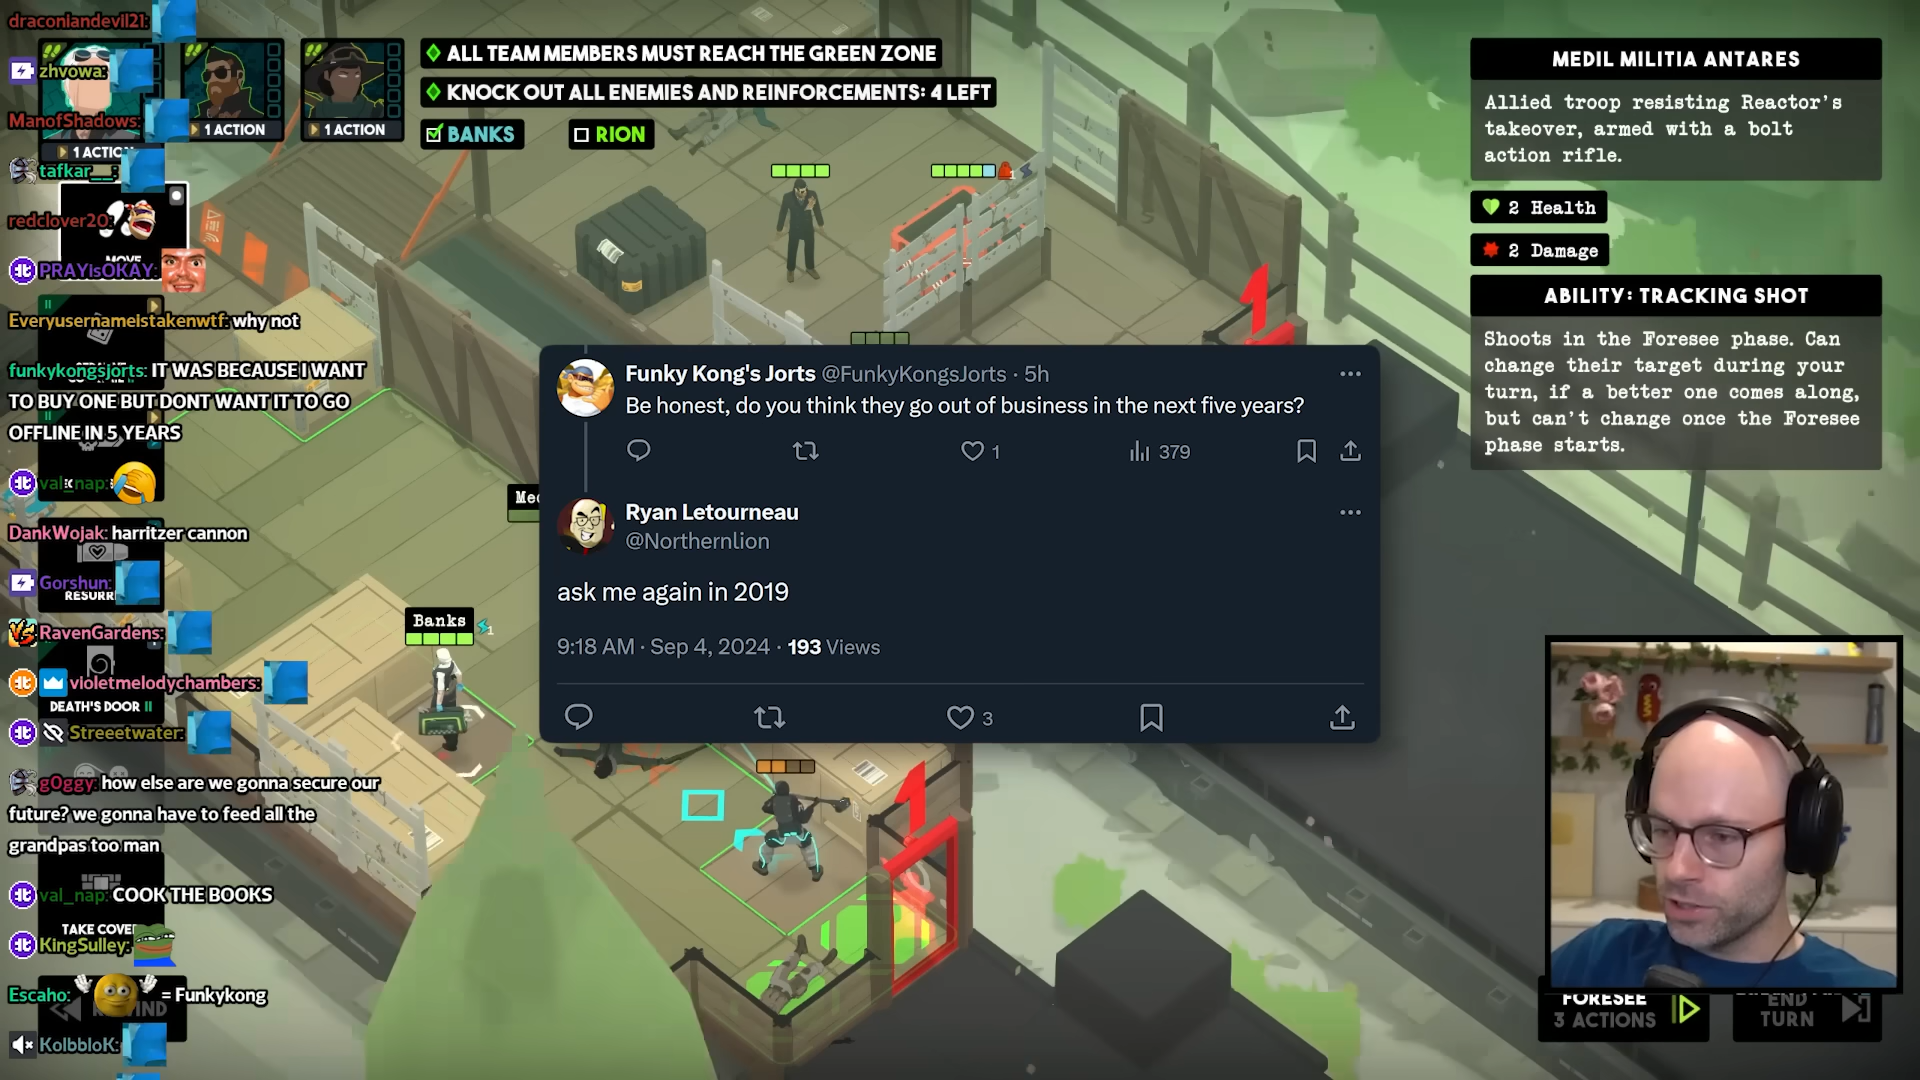 draconiandevil21:
zhvowa:
ManofShadows:
1 ACTION
1 ACTION
tafkar__:
redclover20:
PRAYIsOKAY:
Everyusernameistakenwtf: why not
funkykongsjorts: IT WAS BECAUSE I WANT
TO BUY ONE BUT DONT WANT IT TO GO
OFFLINE IN 5 YEARS
val_nap:
DankWojak: harritzer cannon
Gorshun:
RavenGardens:
violetmelodychambers:
DEATH'S DOOR II
Streeetwater:
g0ggy: how else are we gonna secure our
future? we gonna have to feed all the
grandpas too man
val_nap: COOK THE BOOKS
KingSulley:
Escaho: = Funkykong
KolbbloK:
1 ACTION
ALL TEAM MEMBERS MUST REACH THE GREEN ZONE
KNOCK OUT ALL ENEMIES AND REINFORCEMENTS: 4 LEFT
BANKS
RION
Banks
Funky Kong's Jorts @FunkyKongsJorts · 5h
Be honest, do you think they go out of business in the next five years?
1
379
Ryan Letourneau
@Northernlion
ask me again in 2019
9:18 AM · Sep 4, 2024 · 193 Views
3
MEDIL MILITIA ANTARES
Allied troop resisting Reactor's
takeover, armed with a bolt
action rifle.
2 Health
2 Damage
ABILITY: TRACKING SHOT
Shoots in the Foresee phase. Can
change their target during your
turn, if a better one comes along,
but can't change once the Foresee
phase starts.
FORESEE
3 ACTIONS
END
TURN